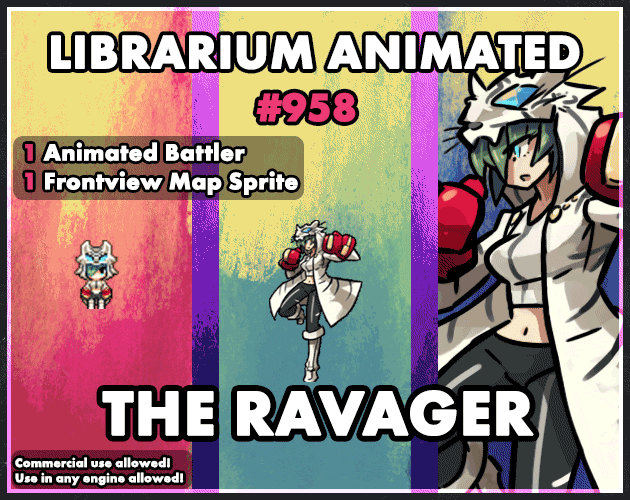 LIBRARIUM ANIMATED
#958
1 Animated Battler
1 Frontview Map Sprite
THE RAVAGER
Commercial use allowed!
Use in any engine allowed!